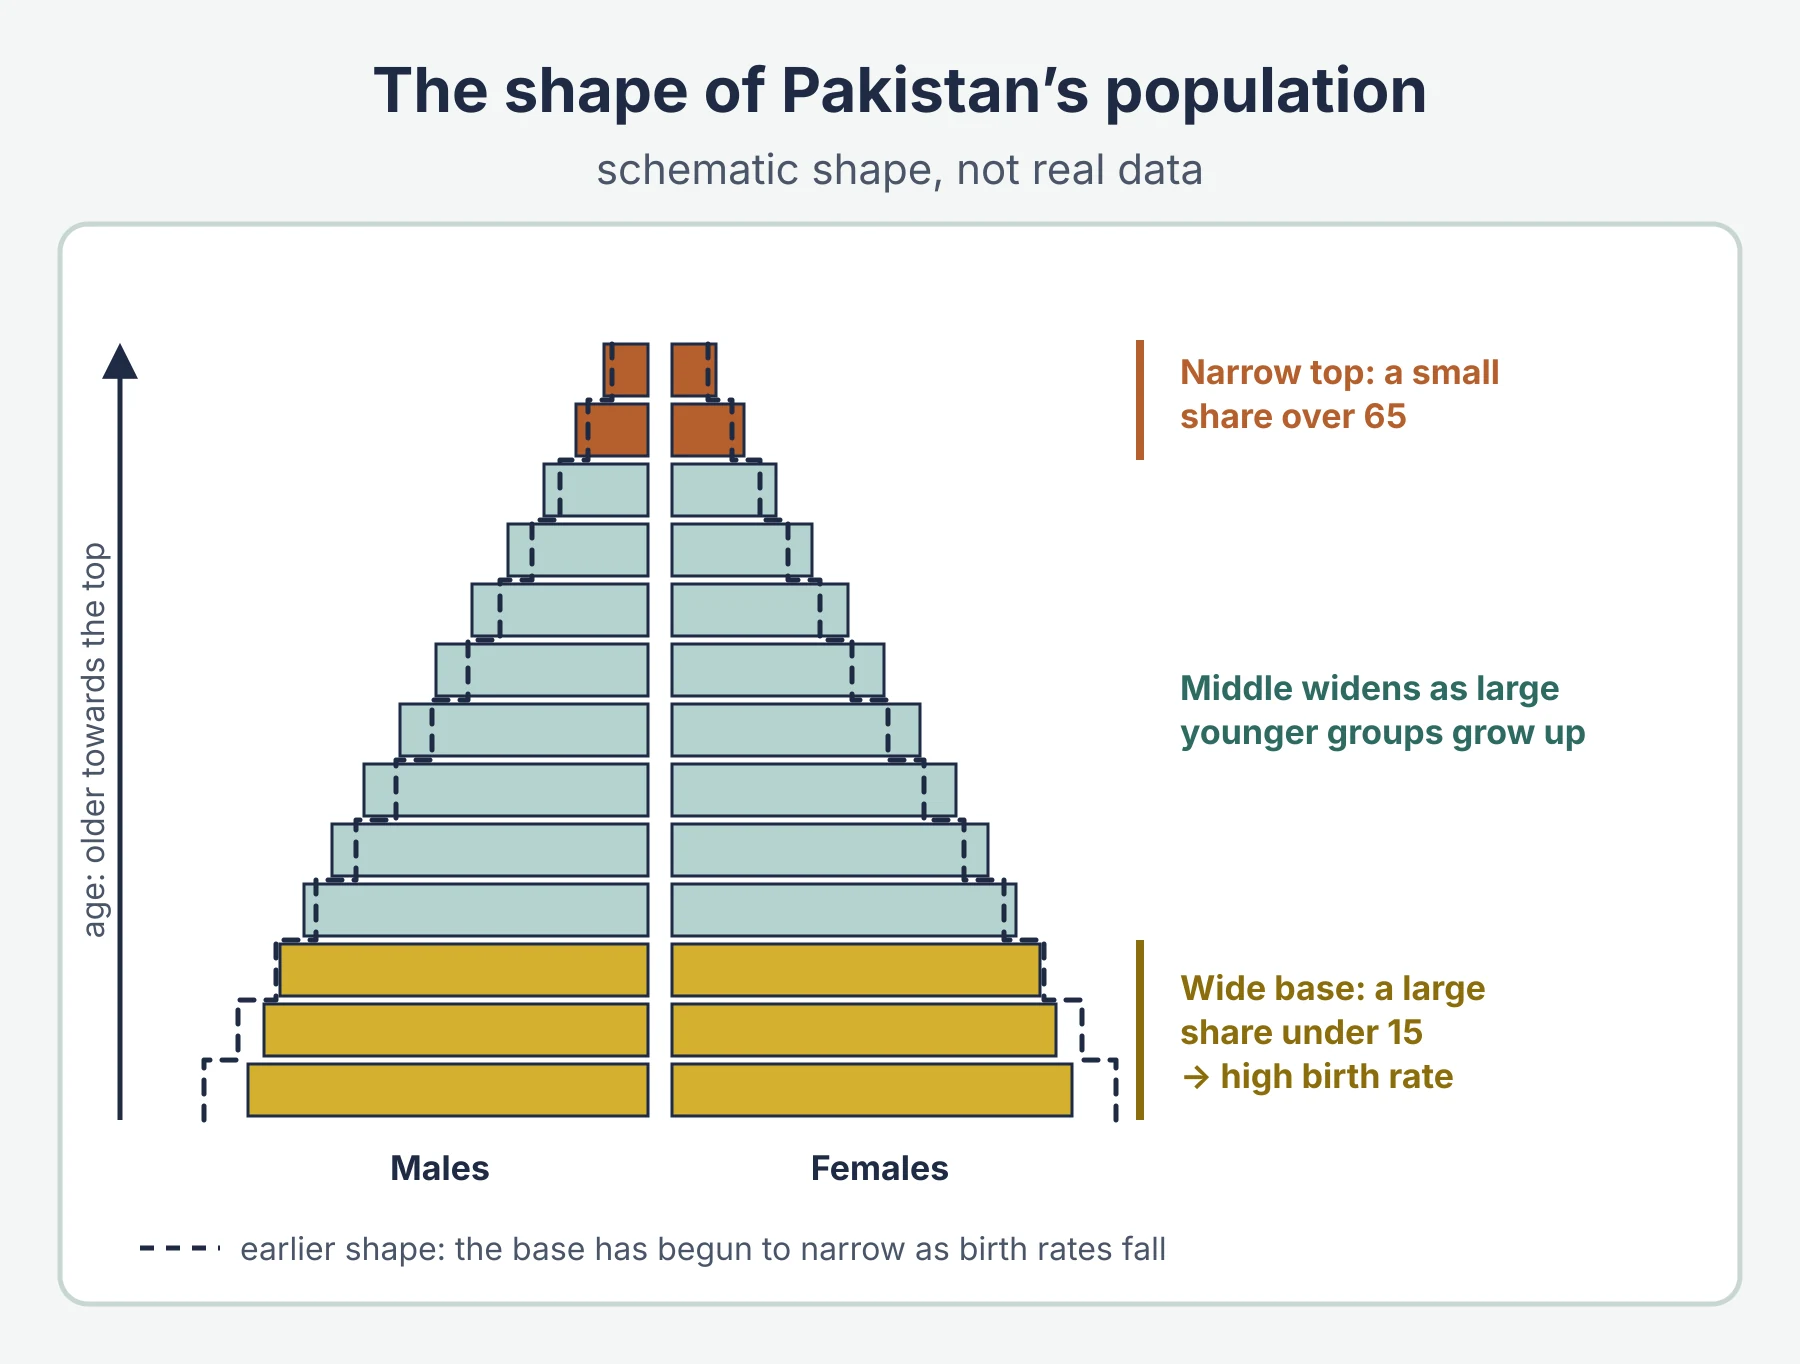 The shape of Pakistan’s population
schematic shape, not real data
age: older towards the top
Narrow top: a small
share over 65
Middle widens as large
younger groups grow up
Wide base: a large
share under 15
→ high birth rate
Males
Females
earlier shape: the base has begun to narrow as birth rates fall